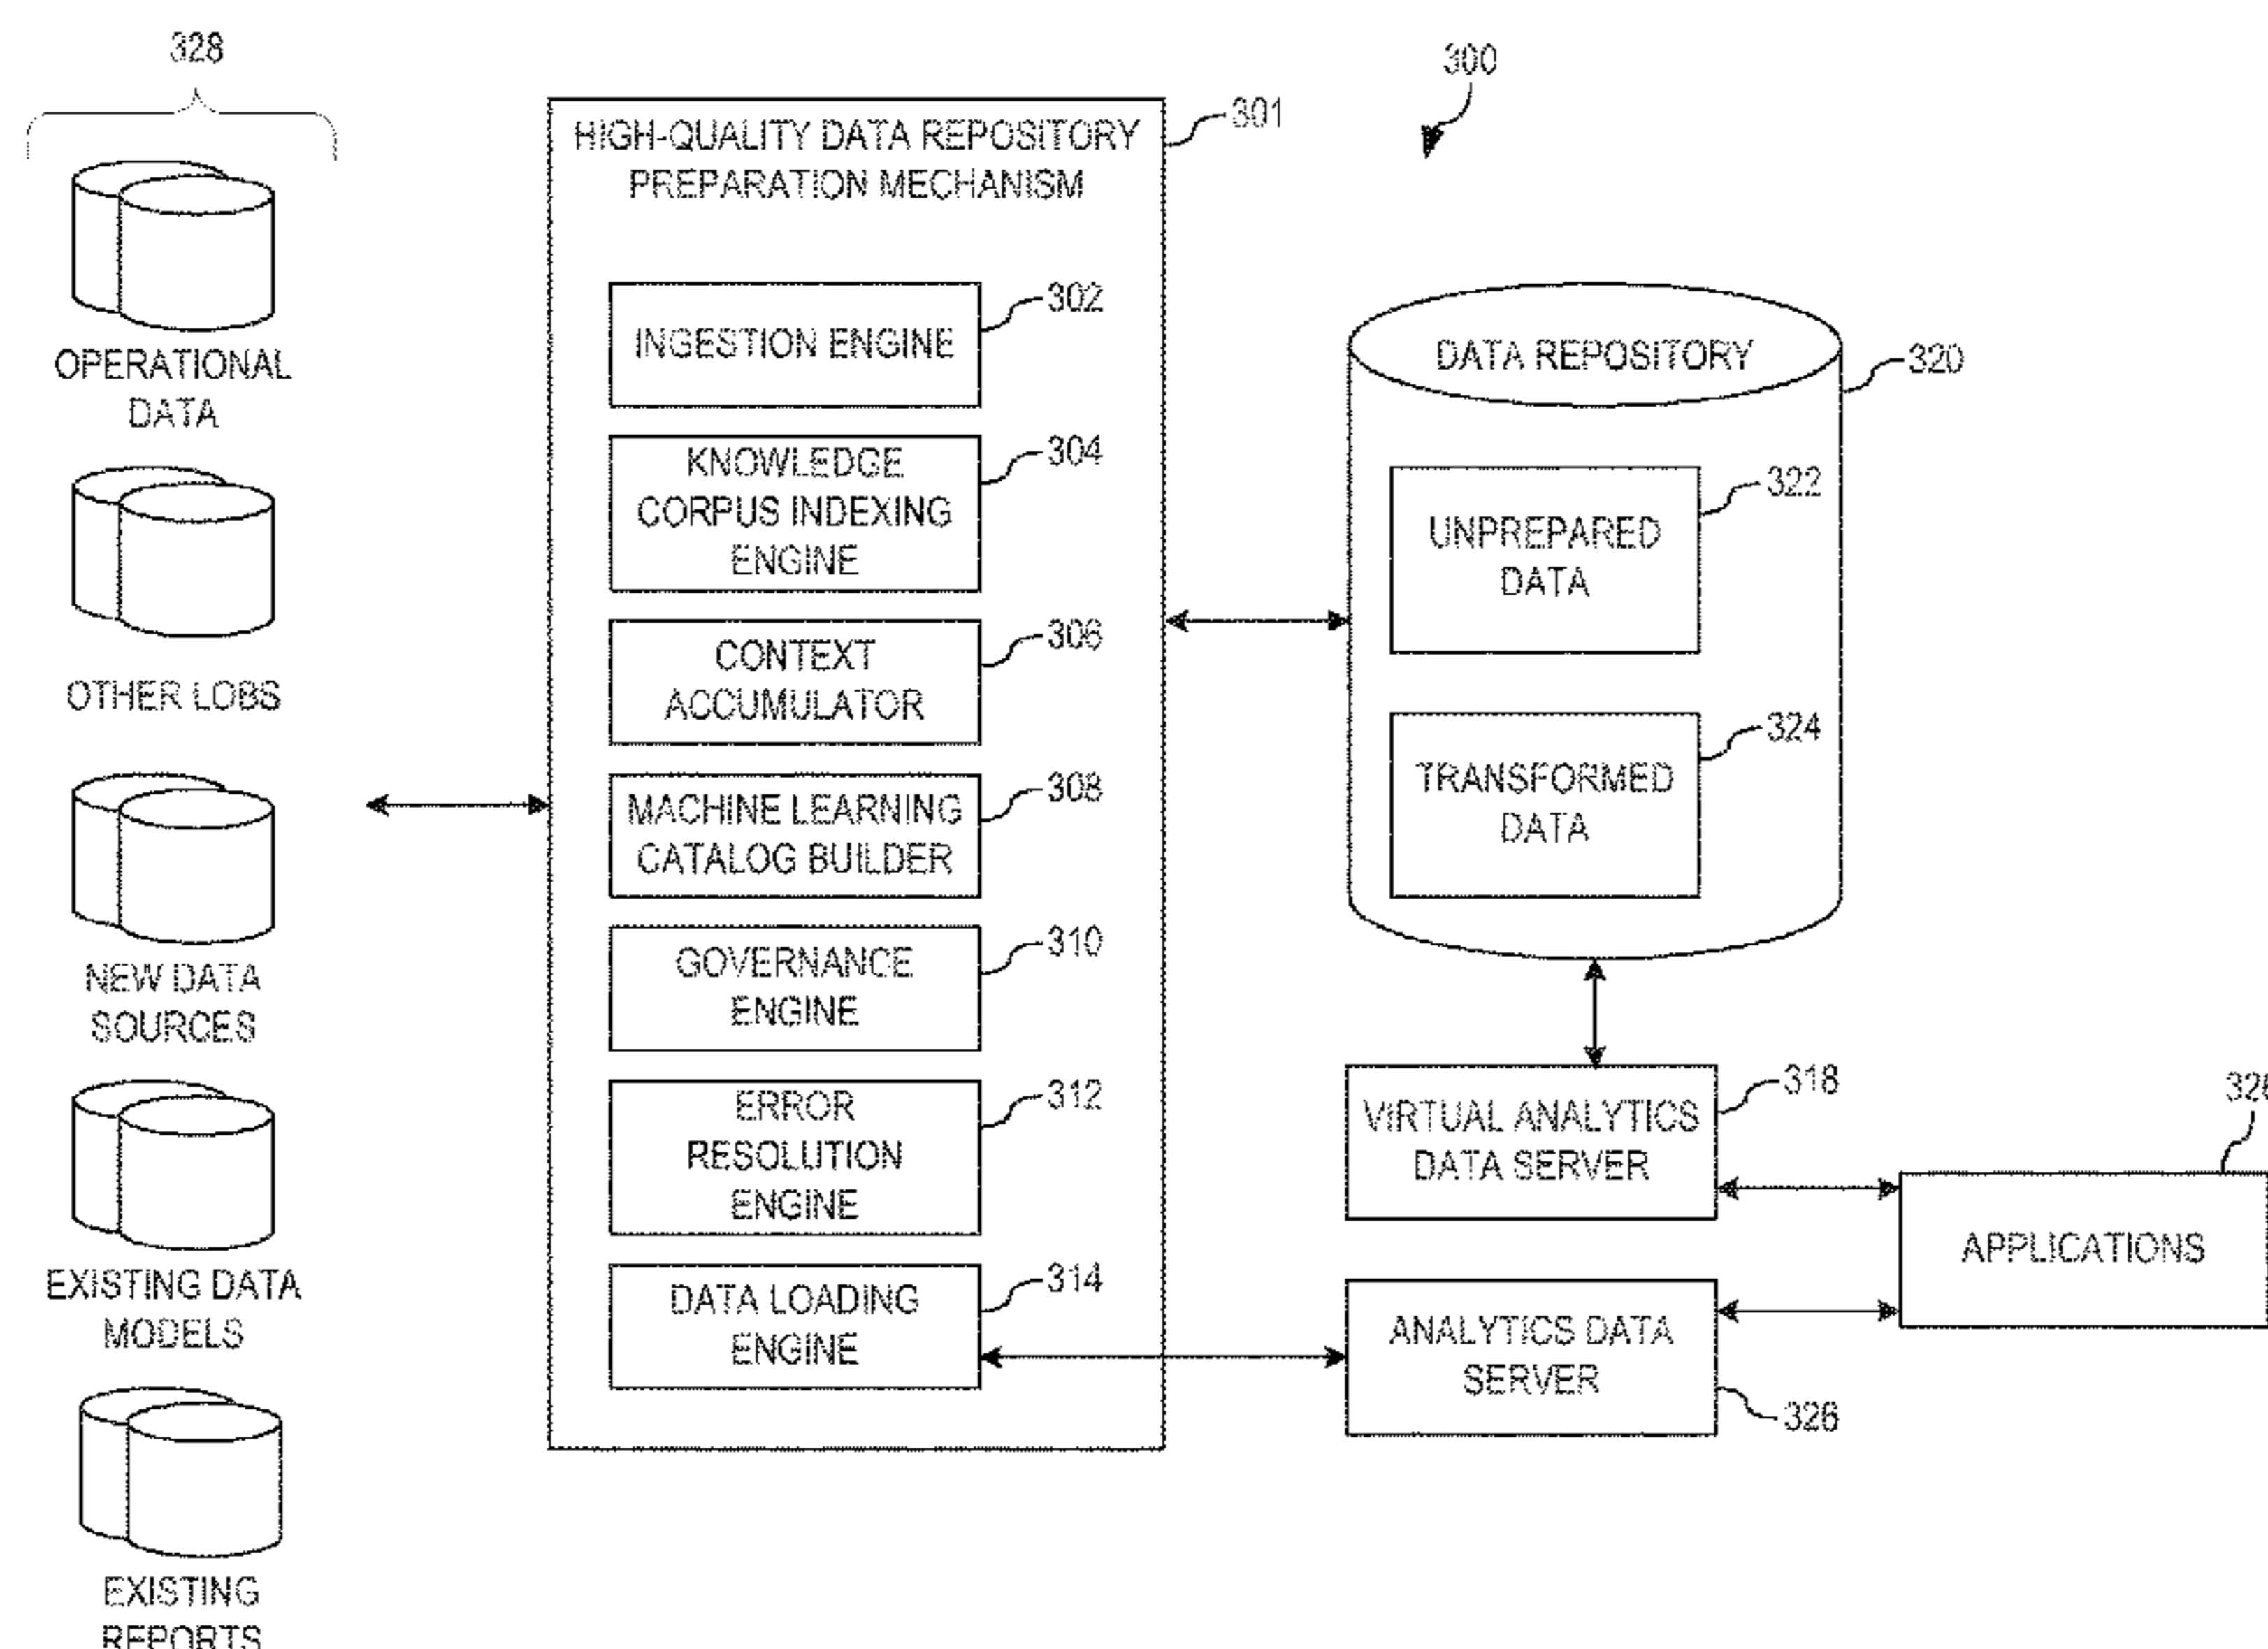 328
OPERATIONAL
DATA
OTHER LOBS
NEW DATA
SOURCES
EXISTING DATA
MODELS
EXISTING
REPORTS
300
301
HIGH-QUALITY DATA REPOSITORY
PREPARATION MECHANISM
302
INGESTION ENGINE
304
KNOWLEDGE
CORPUS INDEXING
ENGINE
306
CONTEXT
ACCUMULATOR
308
MACHINE LEARNING
CATALOG BUILDER
310
GOVERNANCE
ENGINE
312
ERROR
RESOLUTION
ENGINE
314
DATA LOADING
ENGINE
DATA REPOSITORY
320
322
UNPREPARED
DATA
324
TRANSFORMED
DATA
318
VIRTUAL ANALYTICS
DATA SERVER
APPLICATIONS
ANALYTICS DATA
SERVER
326